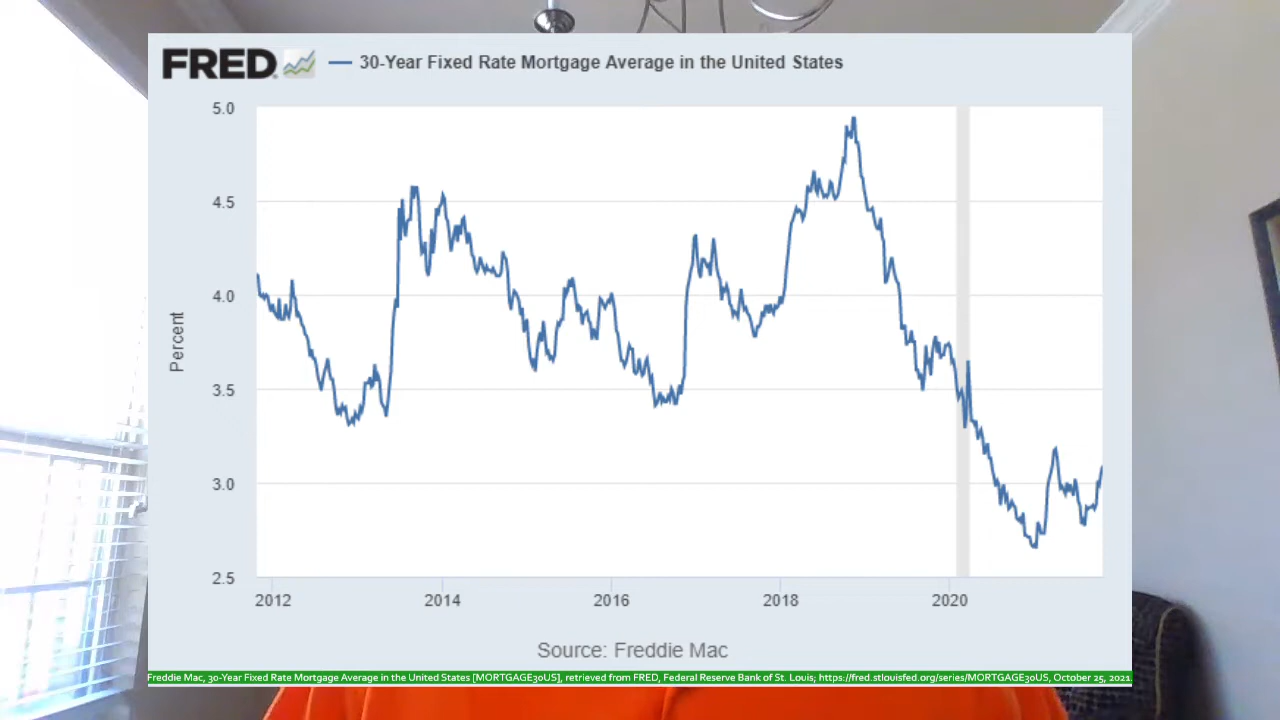 FRED 30-Year Fixed Rate Mortgage Average in the United States
5.0
4.5
4.0
3.5
3.0
2.5
Percent
2012 2014 2016 2018 2020
Source: Freddie Mac
Freddie Mac, 30-Year Fixed Rate Mortgage Average in the United States [MORTGAGE30US], retrieved from FRED, Federal Reserve Bank of St. Louis; https://fred.stlouisfed.org/series/MORTGAGE30US, October 25, 2021.